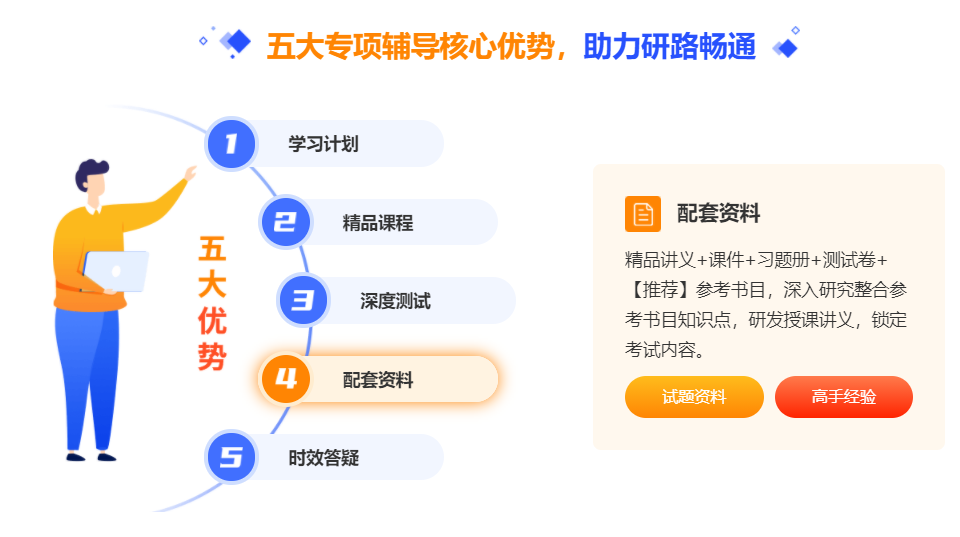 五大专项辅导核心优势，助力研路畅通
1 学习计划
2 精品课程
3 深度测试
4 配套资料
5 时效答疑
五大优势
配套资料
精品讲义+课件+习题册+测试卷+
【推荐】参考书目，深入研究整合参
考书目知识点，研发授课讲义，锁定
考试内容。
试题资料 高手经验